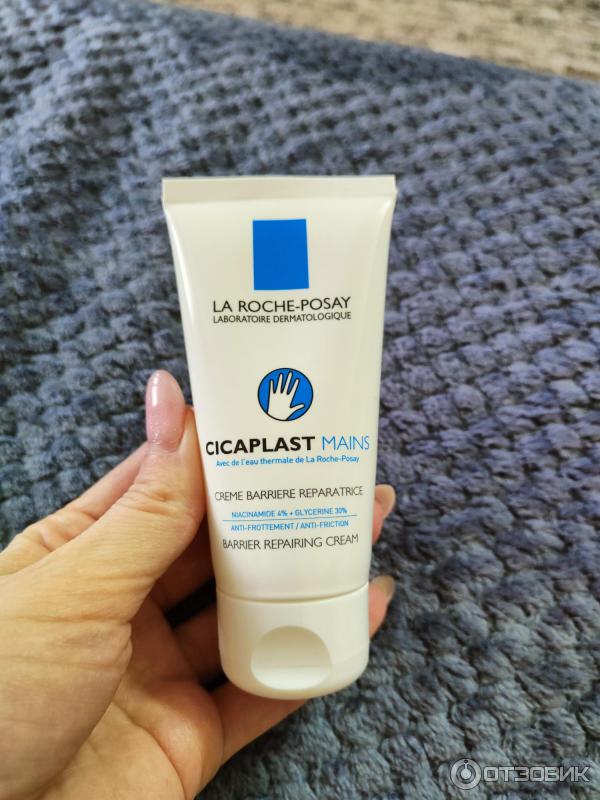 LA ROCHE-POSAY
LABORATOIRE DERMATOLOGIQUE
CICAPLAST MAINS
Avec de l'eau thermale de La Roche-Posay
CREME BARRIERE REPARATRICE
NIACINAMIDE 4% + GLYCERINE 30%
ANTI-FROTTEMENT / ANTI-FRICTION
BARRIER REPAIRING CREAM
ОТЗОВИК